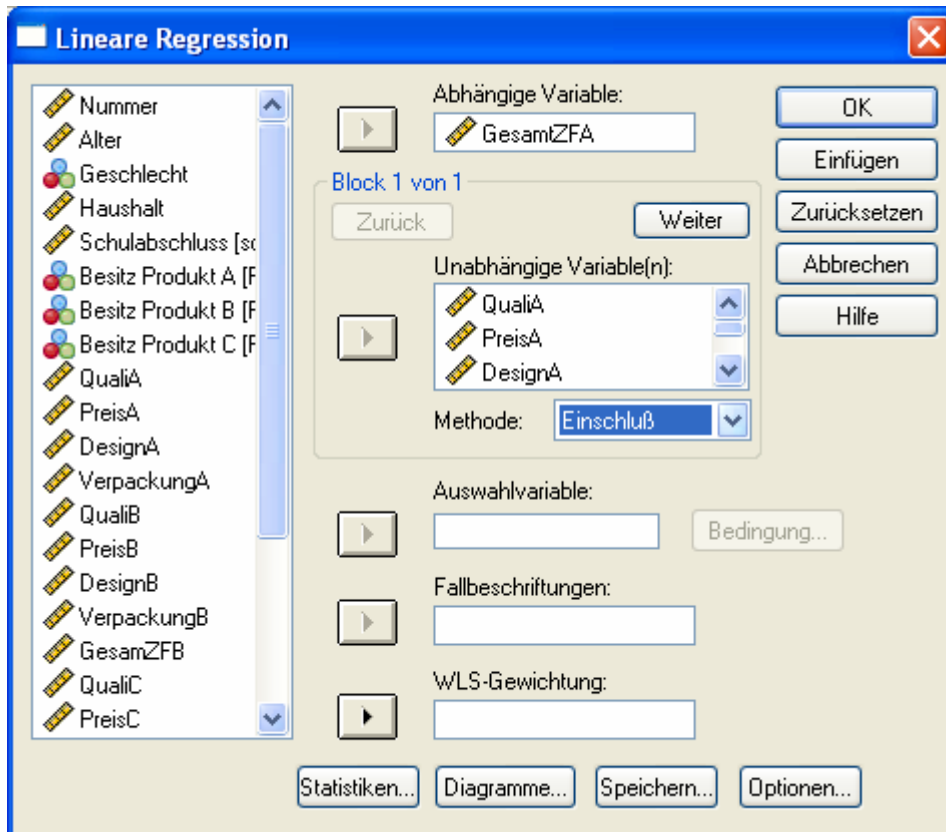 Lineare Regression
Nummer
Alter
Geschlecht
Haushalt
Schulabschluss [sc
Besitz Produkt A [F
Besitz Produkt B [F
Besitz Produkt C [F
QualiA
PreisA
DesignA
VerpackungA
QualiB
PreisB
DesignB
VerpackungB
GesamZFB
QualiC
PreisC
Abhängige Variable:
GesamtZFA
Block 1 von 1
Zurück
Weiter
Unabhängige Variable(n):
QualiA
PreisA
DesignA
Methode: Einschluß
Auswahlvariable:
Bedingung...
Fallbeschriftungen:
WLS-Gewichtung:
OK
Einfügen
Zurücksetzen
Abbrechen
Hilfe
Statistiken... Diagramme... Speichern... Optionen...